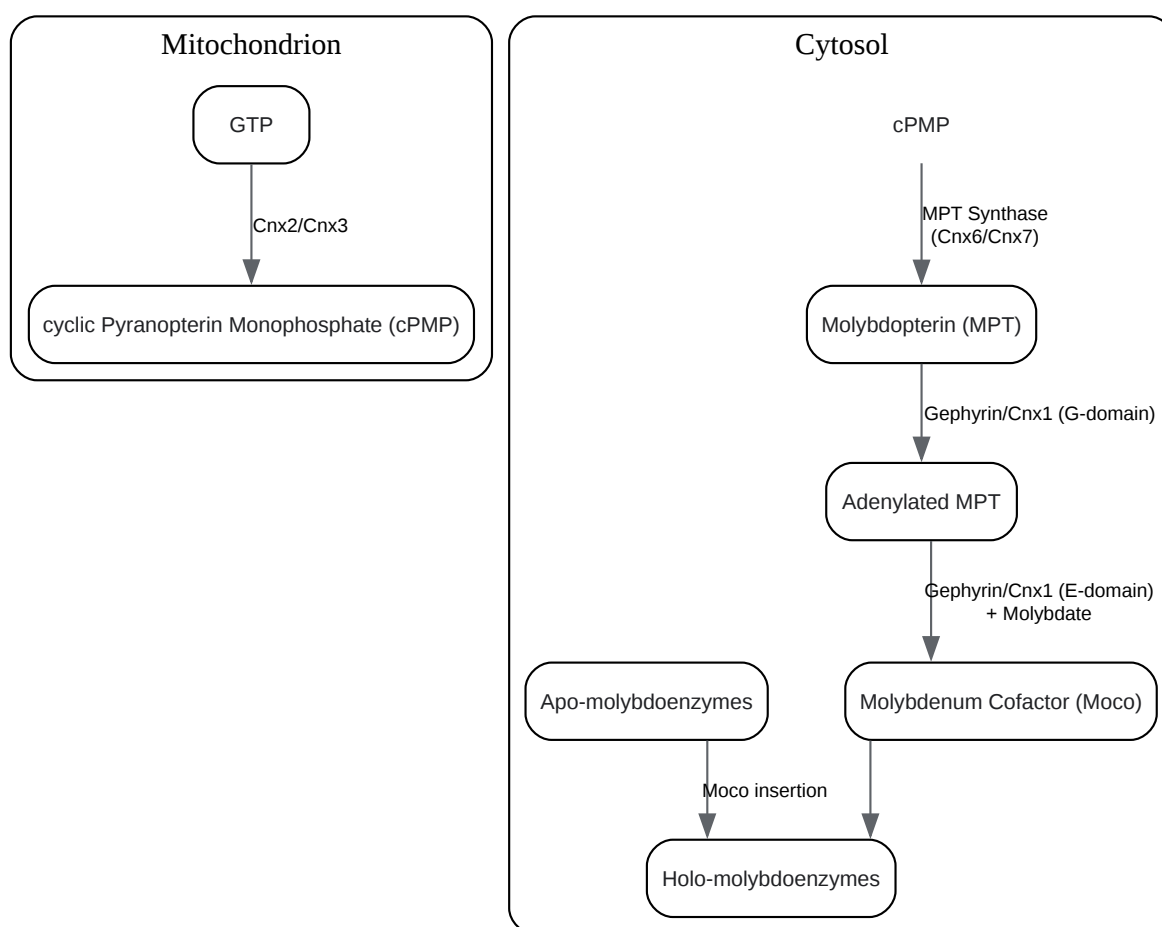 Mitochondrion
GTP
Cnx2/Cnx3
cyclic Pyranopterin Monophosphate (cPMP)
Cytosol
cPMP
MPT Synthase
(Cnx6/Cnx7)
Molybdopterin (MPT)
Gephyrin/Cnx1 (G-domain)
Adenylated MPT
Gephyrin/Cnx1 (E-domain)
+ Molybdate
Apo-molybdoenzymes
Molybdenum Cofactor (Moco)
Moco insertion
Holo-molybdoenzymes